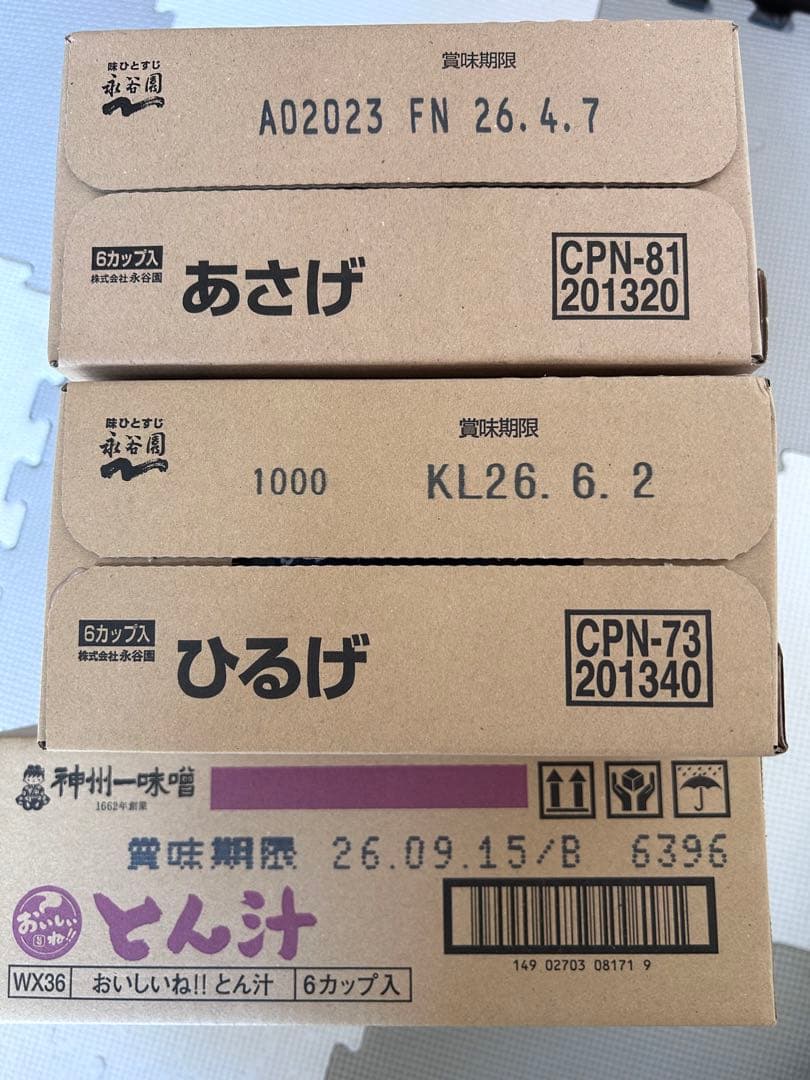 味ひとすじ
永谷園
賞味期限
A02023 FN 26.4.7
6カップ入
株式会社 永谷園
あさげ
CPN-81
201320
味ひとすじ
永谷園
賞味期限
1000 KL26.6.2
6カップ入
株式会社 永谷園
ひるげ
CPN-73
201340
神州一味噌
1662年創業
賞味期限 26.09.15/B 6396
おいしいね!!
とん汁
149 02703 08171 9
WX36 おいしいね!! とん汁 6カップ入